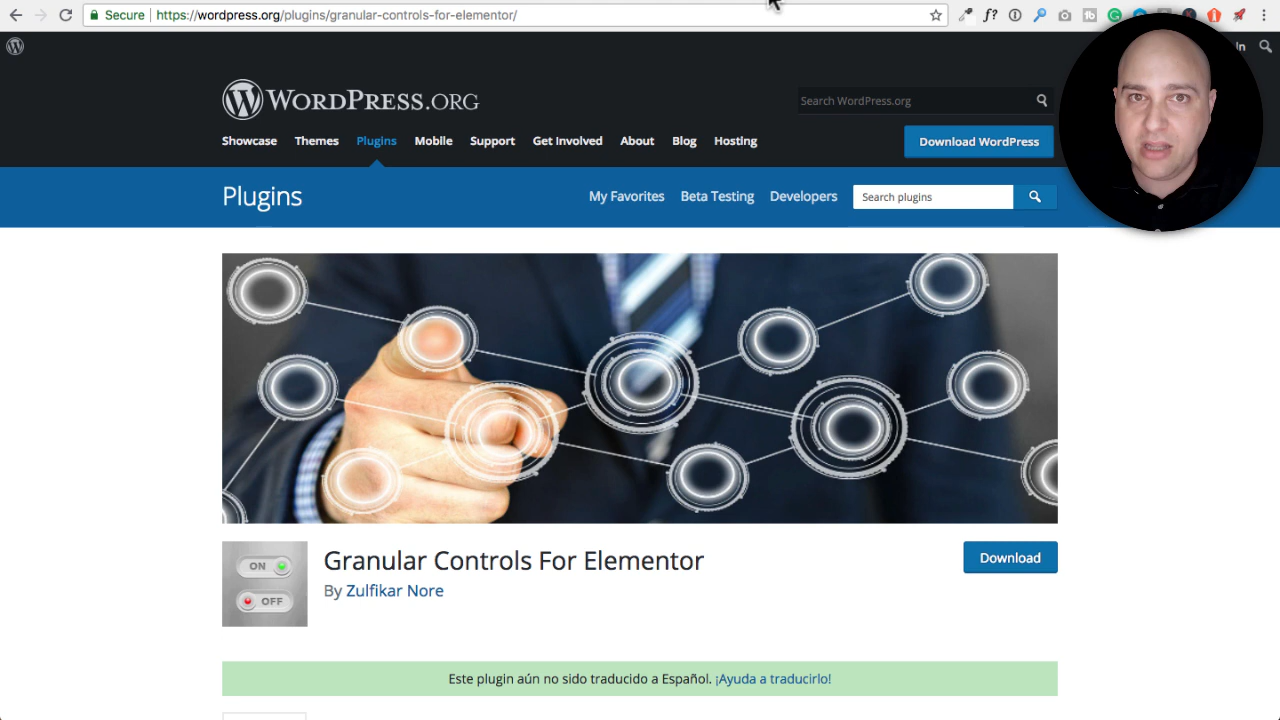 Secure https://wordpress.org/plugins/granular-controls-for-elementor/
f?
In
WORDPRESS.ORG
Search WordPress.org
Showcase Themes Plugins Mobile Support Get Involved About Blog Hosting
Download WordPress
Plugins
My Favorites Beta Testing Developers Search plugins
ON
OFF
Granular Controls For Elementor
Download
By Zulfikar Nore
Este plugin aún no sido traducido a Español. ¡Ayuda a traducirlo!